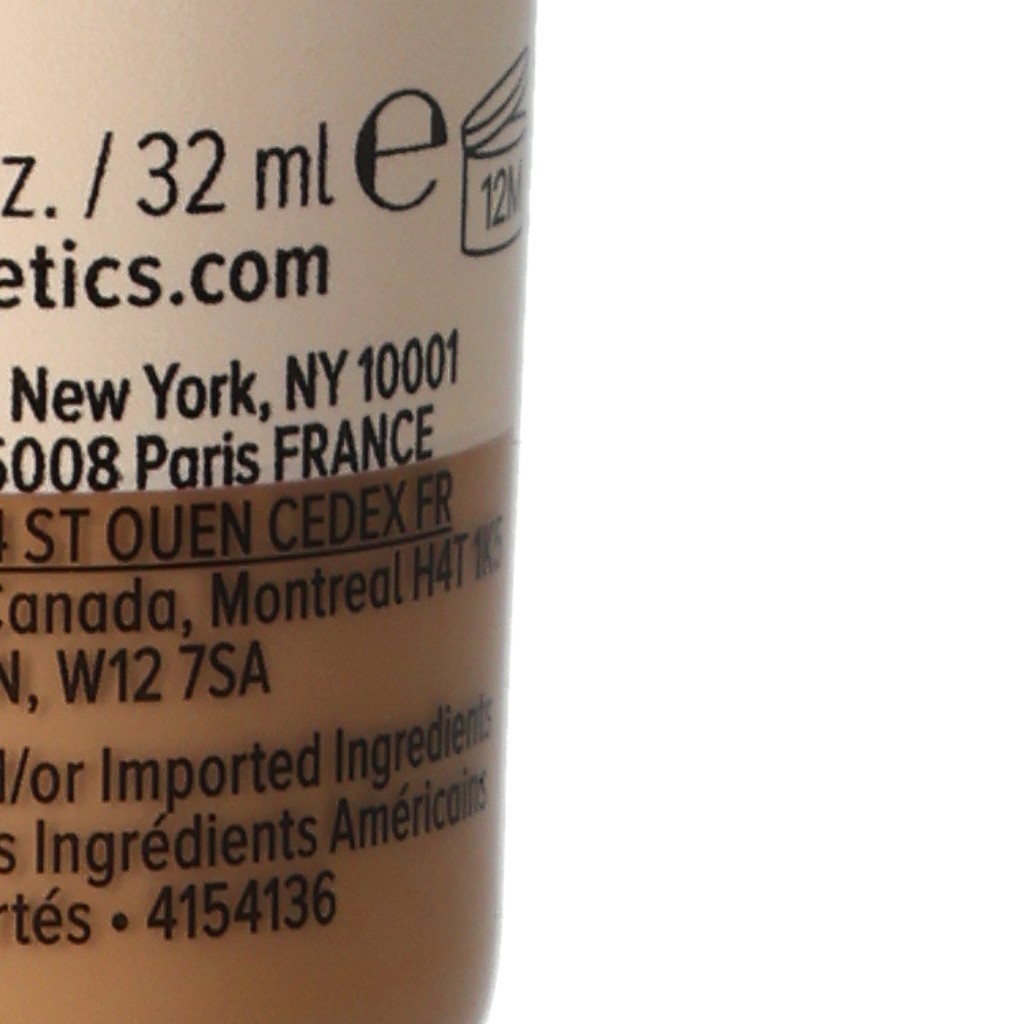 z. / 32 ml e 12M
etics.com
New York, NY 10001
5008 Paris FRANCE
4 ST OUEN CEDEX FR
Canada, Montreal H4T 1K5
N, W12 7SA
d/or Imported Ingredients
s Ingrédients Américains
rtés • 4154136